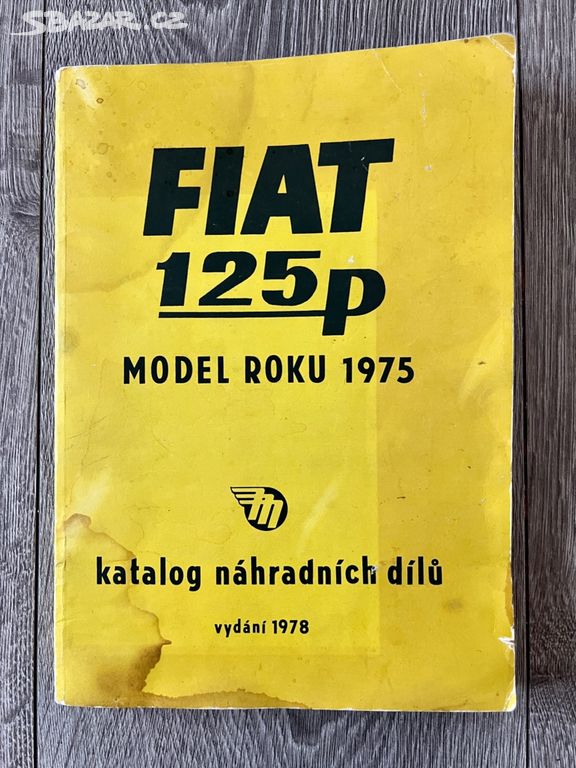 SBAZAR.CZ
FIAT
125p
MODEL ROKU 1975
m
katalog náhradních dílů
vydání 1978